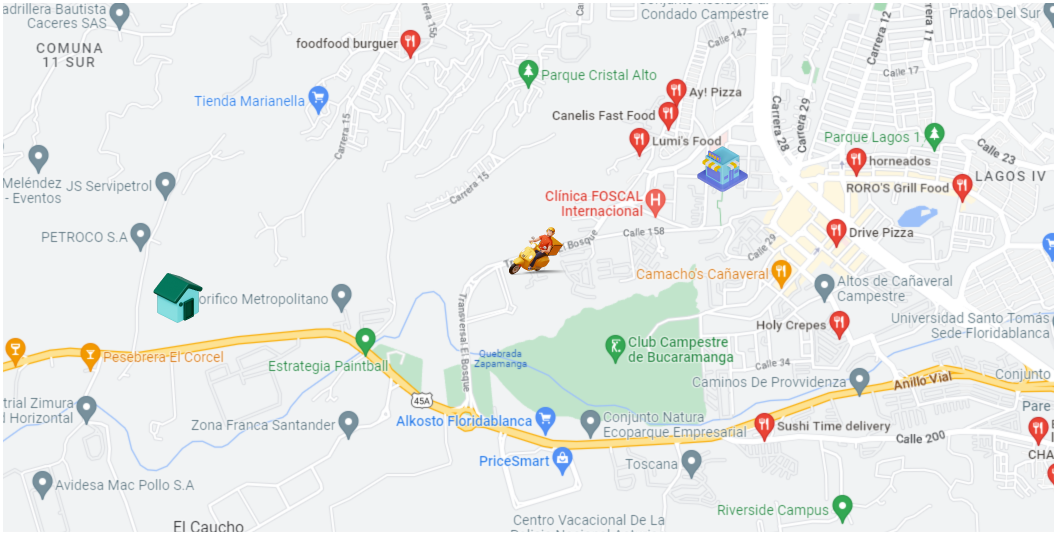 adrillera Bautista
Caceres SAS
COMUNA
11 SUR
foodfood burguer
Carrera 15b
Condado Campestre
Calle 147
Carrera 12
Carrera 11
Prados Del Sur
Parque Cristal Alto
Tienda Marianella
Carrera 15
Ay! Pizza
Canelis Fast Food
Lumi's Food
Carrera 28
Carrera 29
Calle 17
Parque Lagos 1
Calle 23
horneados
LAGOS IV
RORO'S Grill Food
Meléndez
- Eventos
JS Servipetrol
Carrera 15
Clínica FOSCAL
Internacional
PETROCO S.A
El Bosque
Calle 158
Calle 29
Drive Pizza
Camacho's Cañaveral
Altos de Cañaveral
Campestre
orifico Metropolitano
Transversal El Bosque
Holy Crepes
Universidad Santo Tomás
Sede Floridablanca
Pesebrera El Corcel
Estrategia Paintball
Quebrada
Zapamanga
Club Campestre
de Bucaramanga
Calle 34
Caminos De Provvidenza
Anillo Vial
Conjunto
45A
trial Zimura
l Horizontal
Zona Franca Santander
Alkosto Floridablanca
Conjunto Natura
Ecoparque Empresarial
Sushi Time delivery
Calle 200
Pare
CHA
PriceSmart
Toscana
Avidesa Mac Pollo S.A
Riverside Campus
El Caucho
Centro Vacacional De La